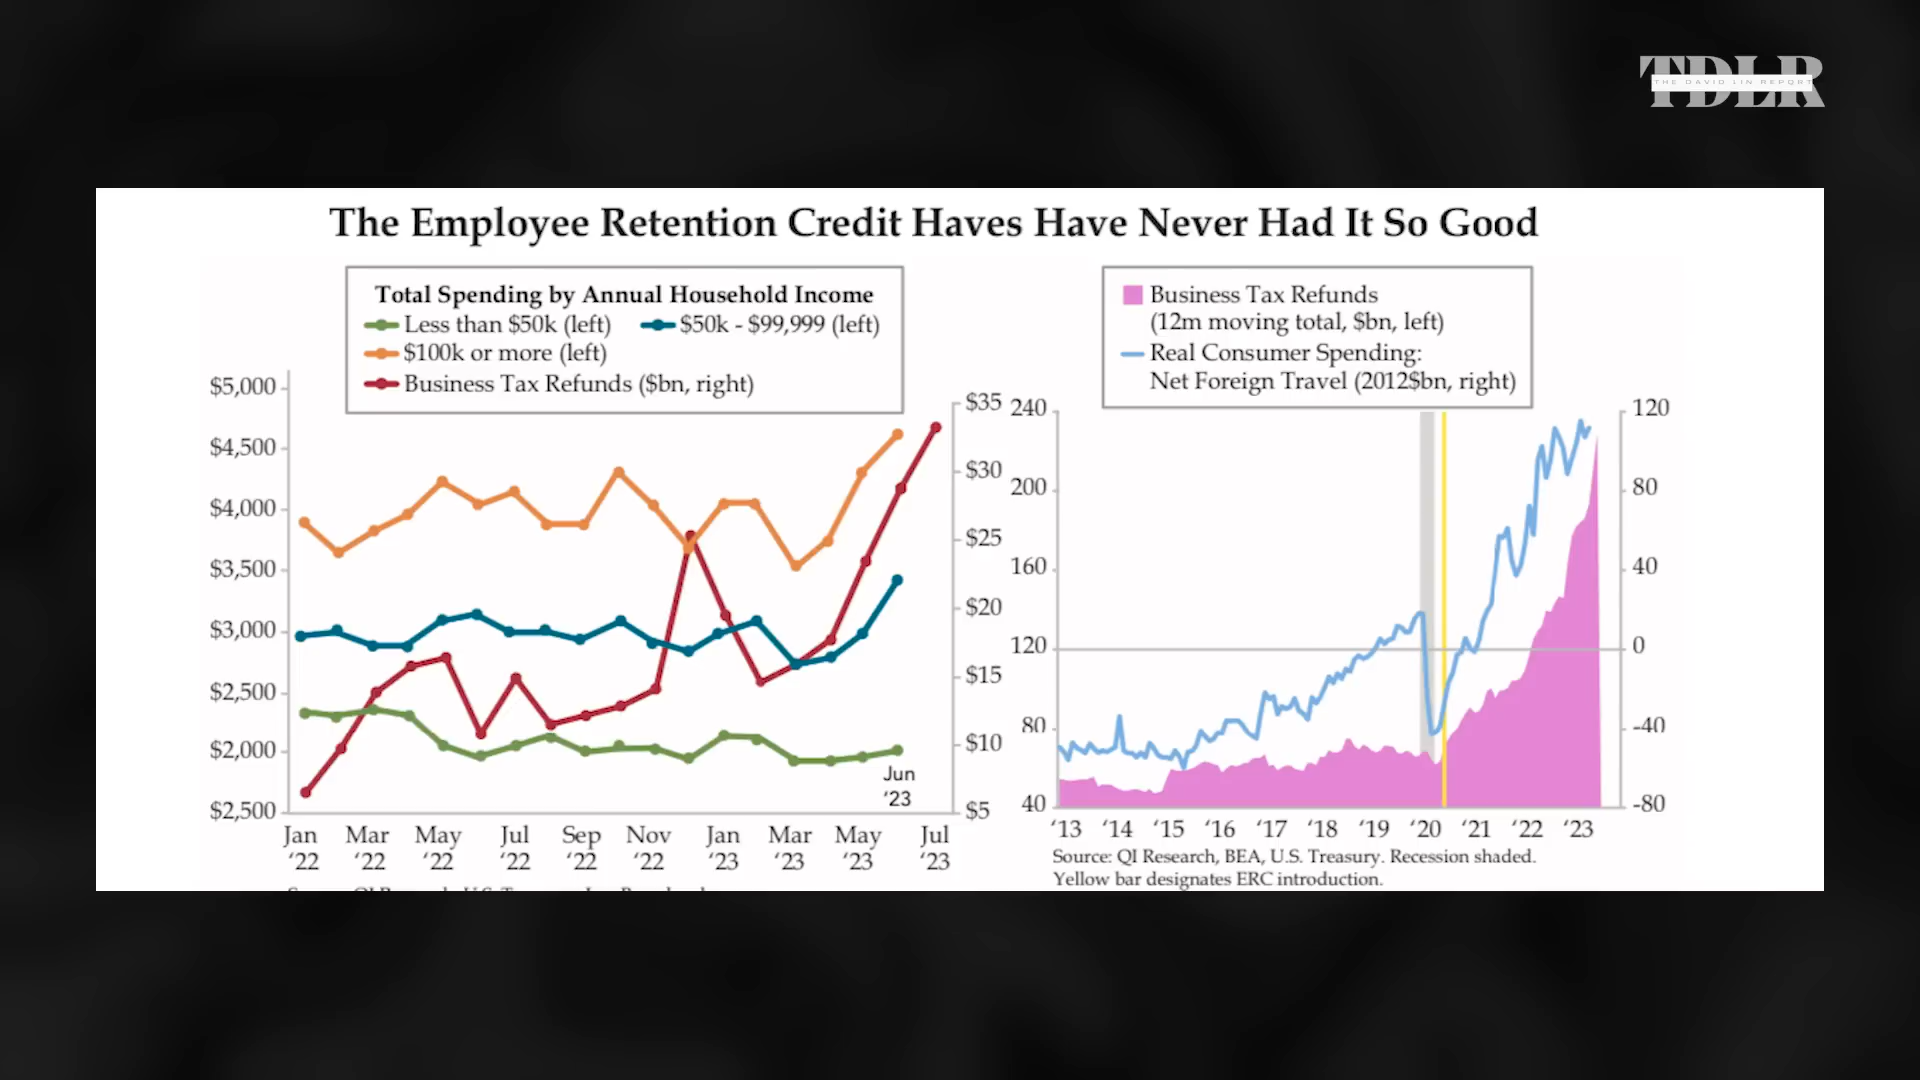 TDLR
THE DAVID LIN REPORT
The Employee Retention Credit Haves Have Never Had It So Good
Total Spending by Annual Household Income
Less than $50k (left) $50k - $99,999 (left)
$100k or more (left)
Business Tax Refunds ($bn, right)
$5,000
$4,500
$4,000
$3,500
$3,000
$2,500
$2,000
$2,500
$35
$30
$25
$20
$15
$10
$5
Jun
‘23
Jan Mar May Jul Sep Nov Jan Mar May Jul
‘22 ‘22 ‘22 ‘22 ‘22 ‘22 ‘23 ‘23 ‘23 ‘23
Business Tax Refunds
(12m moving total, $bn, left)
Real Consumer Spending:
Net Foreign Travel (2012$bn, right)
240
200
160
120
80
40
120
80
40
0
-40
-80
‘13 ‘14 ‘15 ‘16 ‘17 ‘18 ‘19 ‘20 ‘21 ‘22 ‘23
Source: QI Research, BEA, U.S. Treasury. Recession shaded.
Yellow bar designates ERC introduction.